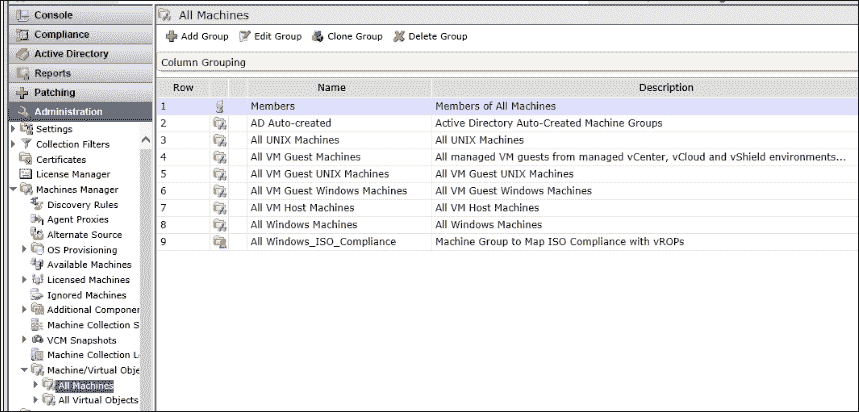 Console
Compliance
Active Directory
Reports
Patching
Administration
Settings
Collection Filters
Certificates
License Manager
Machines Manager
Discovery Rules
Agent Proxies
Alternate Source
OS Provisioning
Available Machines
Licensed Machines
Ignored Machines
Additional Componer
Machine Collection S
VCM Snapshots
Machine Collection Lo
Machine/Virtual Obje
All Machines
All Virtual Objects
All Machines
Add Group Edit Group Clone Group Delete Group
Column Grouping
Row Name Description
1 Members Members of All Machines
2 AD Auto-created Active Directory Auto-Created Machine Groups
3 All UNIX Machines All UNIX Machines
4 All VM Guest Machines All managed VM guests from managed vCenter, vCloud and vShield environments...
5 All VM Guest UNIX Machines All VM Guest UNIX Machines
6 All VM Guest Windows Machines All VM Guest Windows Machines
7 All VM Host Machines All VM Host Machines
8 All Windows Machines All Windows Machines
9 All Windows_ISO_Compliance Machine Group to Map ISO Compliance with vROPs